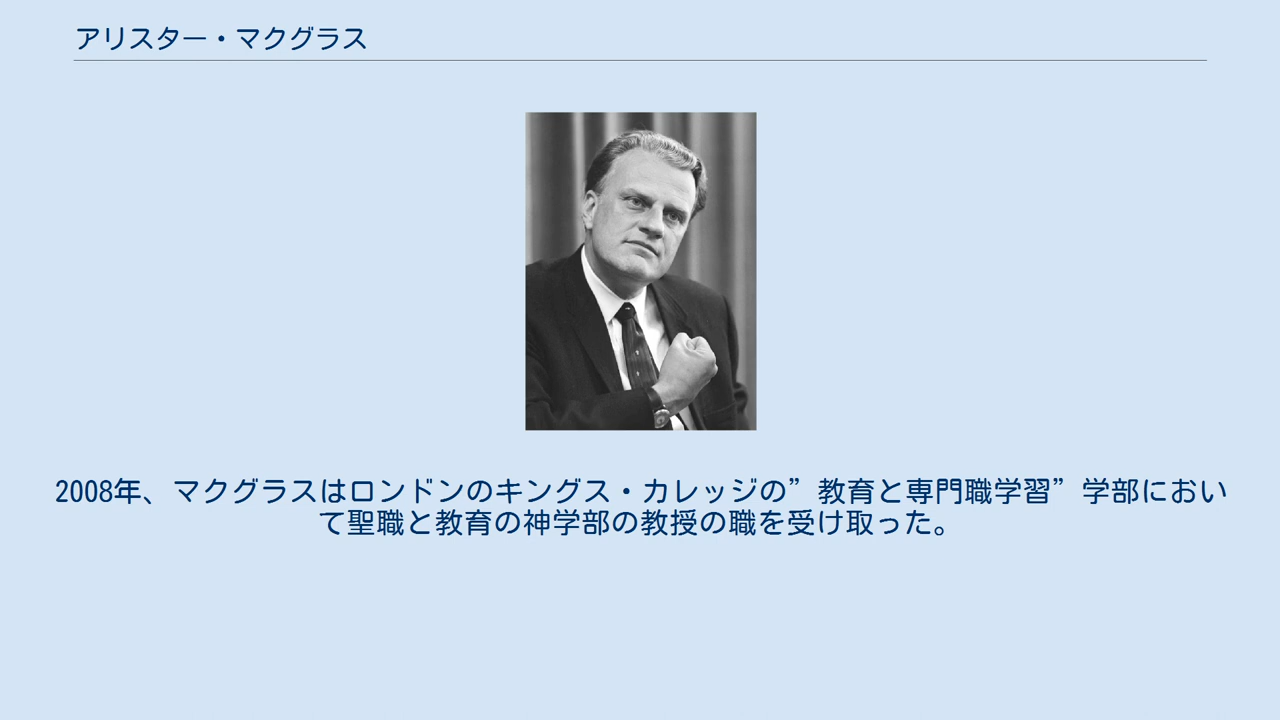 アリスター・マクグラス
2008年、マクグラスはロンドンのキングス・カレッジの”教育と専門職学習”学部におい
て聖職と教育の神学部の教授の職を受け取った。